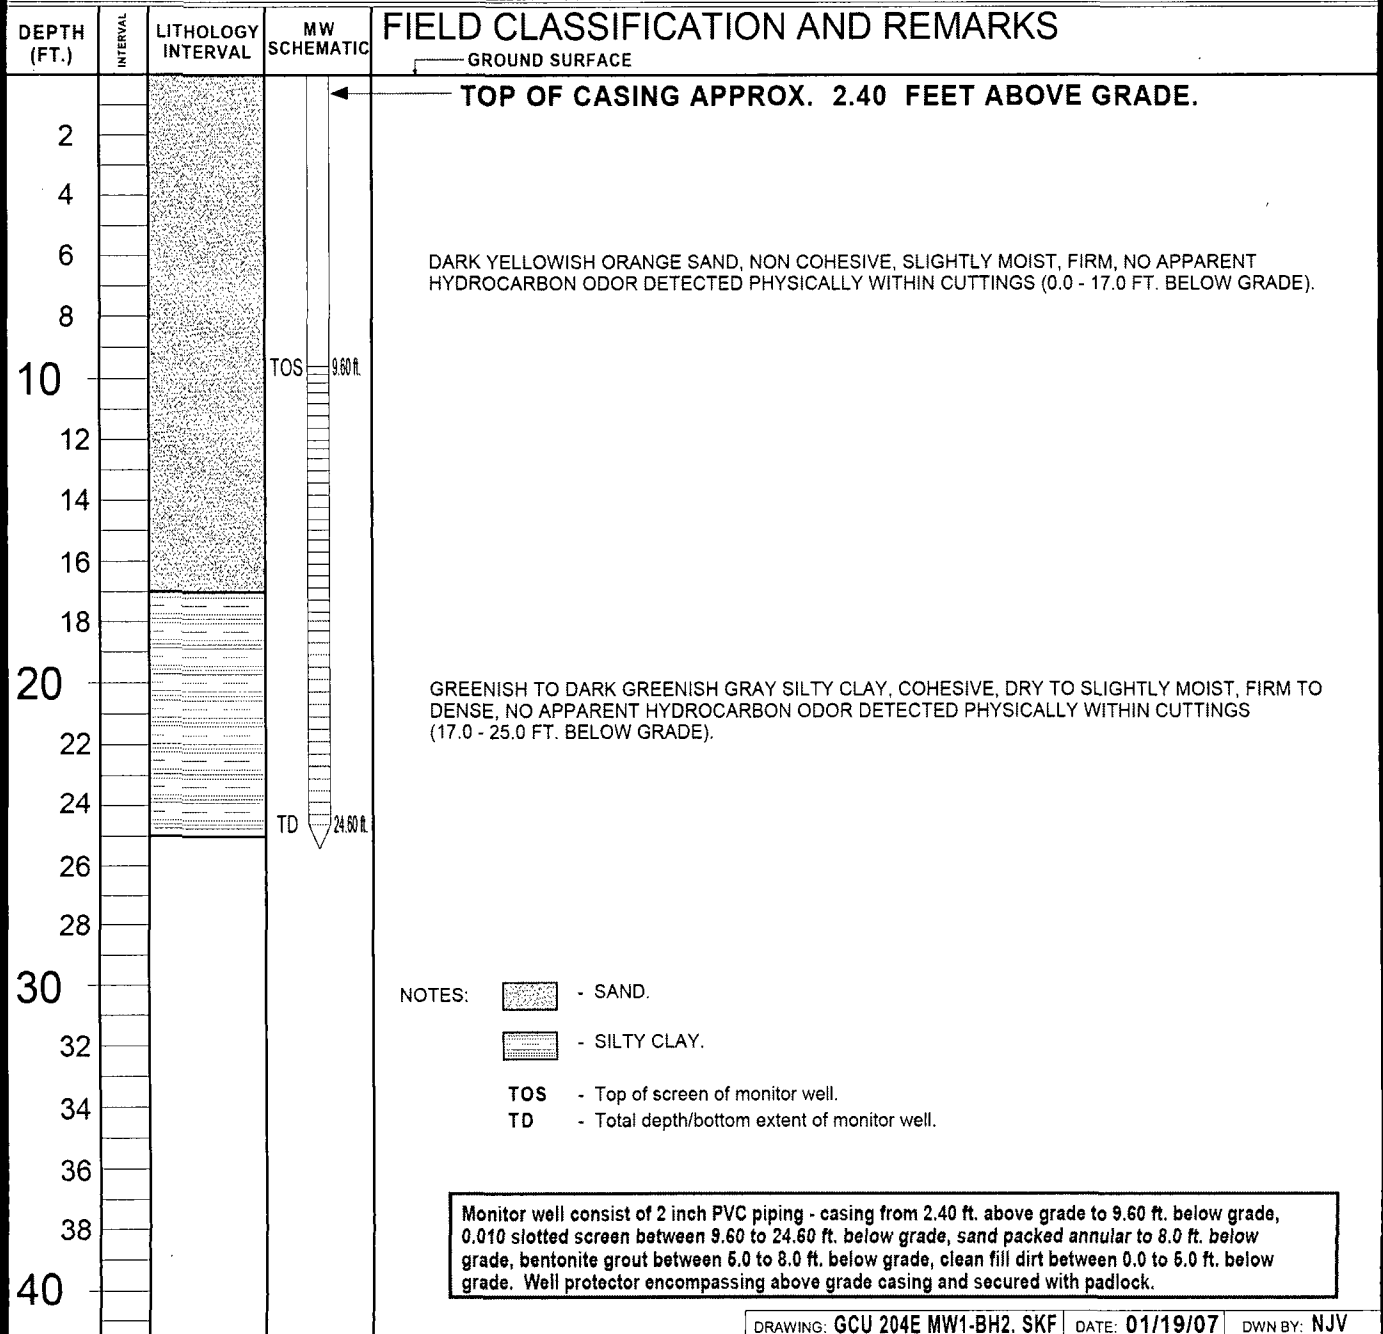 DEPTH (FT.)
INTERVAL
LITHOLOGY INTERVAL
MW SCHEMATIC
FIELD CLASSIFICATION AND REMARKS
GROUND SURFACE
TOP OF CASING APPROX. 2.40 FEET ABOVE GRADE.
2
4
6
DARK YELLOWISH ORANGE SAND, NON COHESIVE, SLIGHTLY MOIST, FIRM, NO APPARENT
HYDROCARBON ODOR DETECTED PHYSICALLY WITHIN CUTTINGS (0.0 - 17.0 FT. BELOW GRADE).
8
TOS 9.60 ft.
10
12
14
16
18
20
GREENISH TO DARK GREENISH GRAY SILTY CLAY, COHESIVE, DRY TO SLIGHTLY MOIST, FIRM TO
DENSE, NO APPARENT HYDROCARBON ODOR DETECTED PHYSICALLY WITHIN CUTTINGS
(17.0 - 25.0 FT. BELOW GRADE).
22
24
TD 24.60 ft.
26
28
30
NOTES: - SAND.
32
- SILTY CLAY.
TOS - Top of screen of monitor well.
34
TD - Total depth/bottom extent of monitor well.
36
38
40
Monitor well consist of 2 inch PVC piping - casing from 2.40 ft. above grade to 9.60 ft. below grade,
0.010 slotted screen between 9.60 to 24.60 ft. below grade, sand packed annular to 8.0 ft. below
grade, bentonite grout between 5.0 to 8.0 ft. below grade, clean fill dirt between 0.0 to 5.0 ft. below
grade. Well protector encompassing above grade casing and secured with padlock.
DRAWING: GCU 204E MW1-BH2. SKF DATE: 01/19/07 DWN BY: NJV